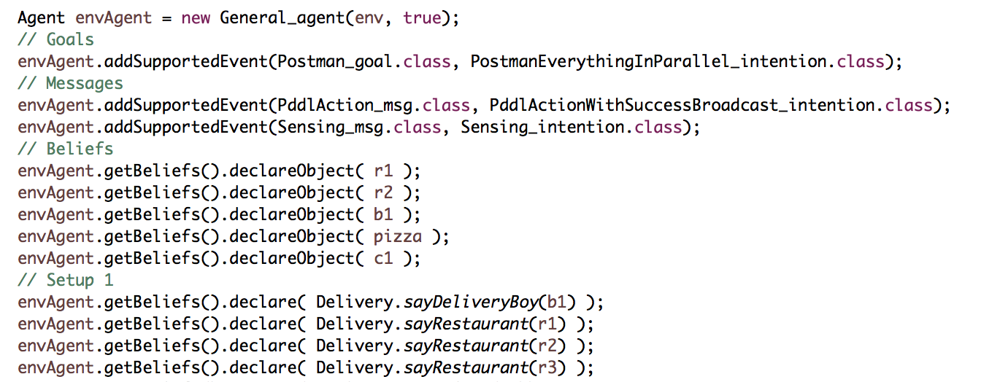 Agent envAgent = new General_agent(env, true);
// Goals
envAgent.addSupportedEvent(Postman_goal.class, PostmanEverythingInParallel_intention.class);
// Messages
envAgent.addSupportedEvent(PddlAction_msg.class, PddlActionWithSuccessBroadcast_intention.class);
envAgent.addSupportedEvent(Sensing_msg.class, Sensing_intention.class);
// Beliefs
envAgent.getBeliefs().declareObject( r1 );
envAgent.getBeliefs().declareObject( r2 );
envAgent.getBeliefs().declareObject( b1 );
envAgent.getBeliefs().declareObject( pizza );
envAgent.getBeliefs().declareObject( c1 );
// Setup 1
envAgent.getBeliefs().declare( Delivery.sayDeliveryBoy(b1) );
envAgent.getBeliefs().declare( Delivery.sayRestaurant(r1) );
envAgent.getBeliefs().declare( Delivery.sayRestaurant(r2) );
envAgent.getBeliefs().declare( Delivery.sayRestaurant(r3) );